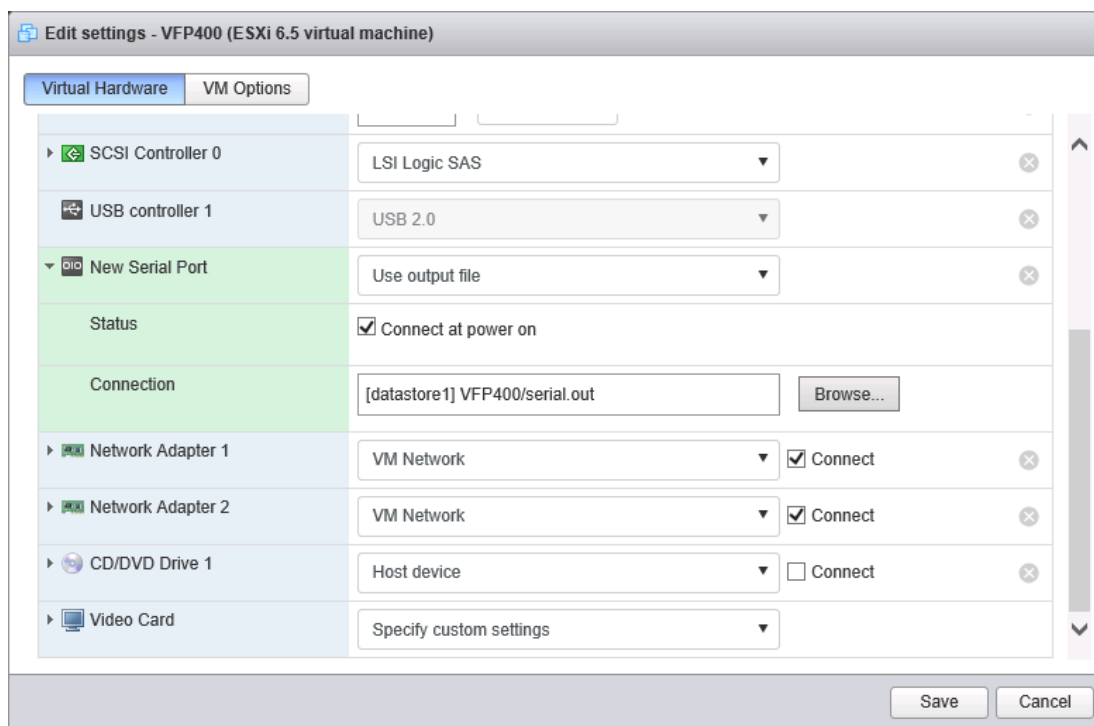 Edit settings - VFP400 (ESXi 6.5 virtual machine)
Virtual Hardware VM Options
SCSI Controller 0 LSI Logic SAS
USB controller 1 USB 2.0
New Serial Port Use output file
Status Connect at power on
Connection [datastore1] VFP400/serial.out Browse...
Network Adapter 1 VM Network Connect
Network Adapter 2 VM Network Connect
CD/DVD Drive 1 Host device Connect
Video Card Specify custom settings
Save Cancel